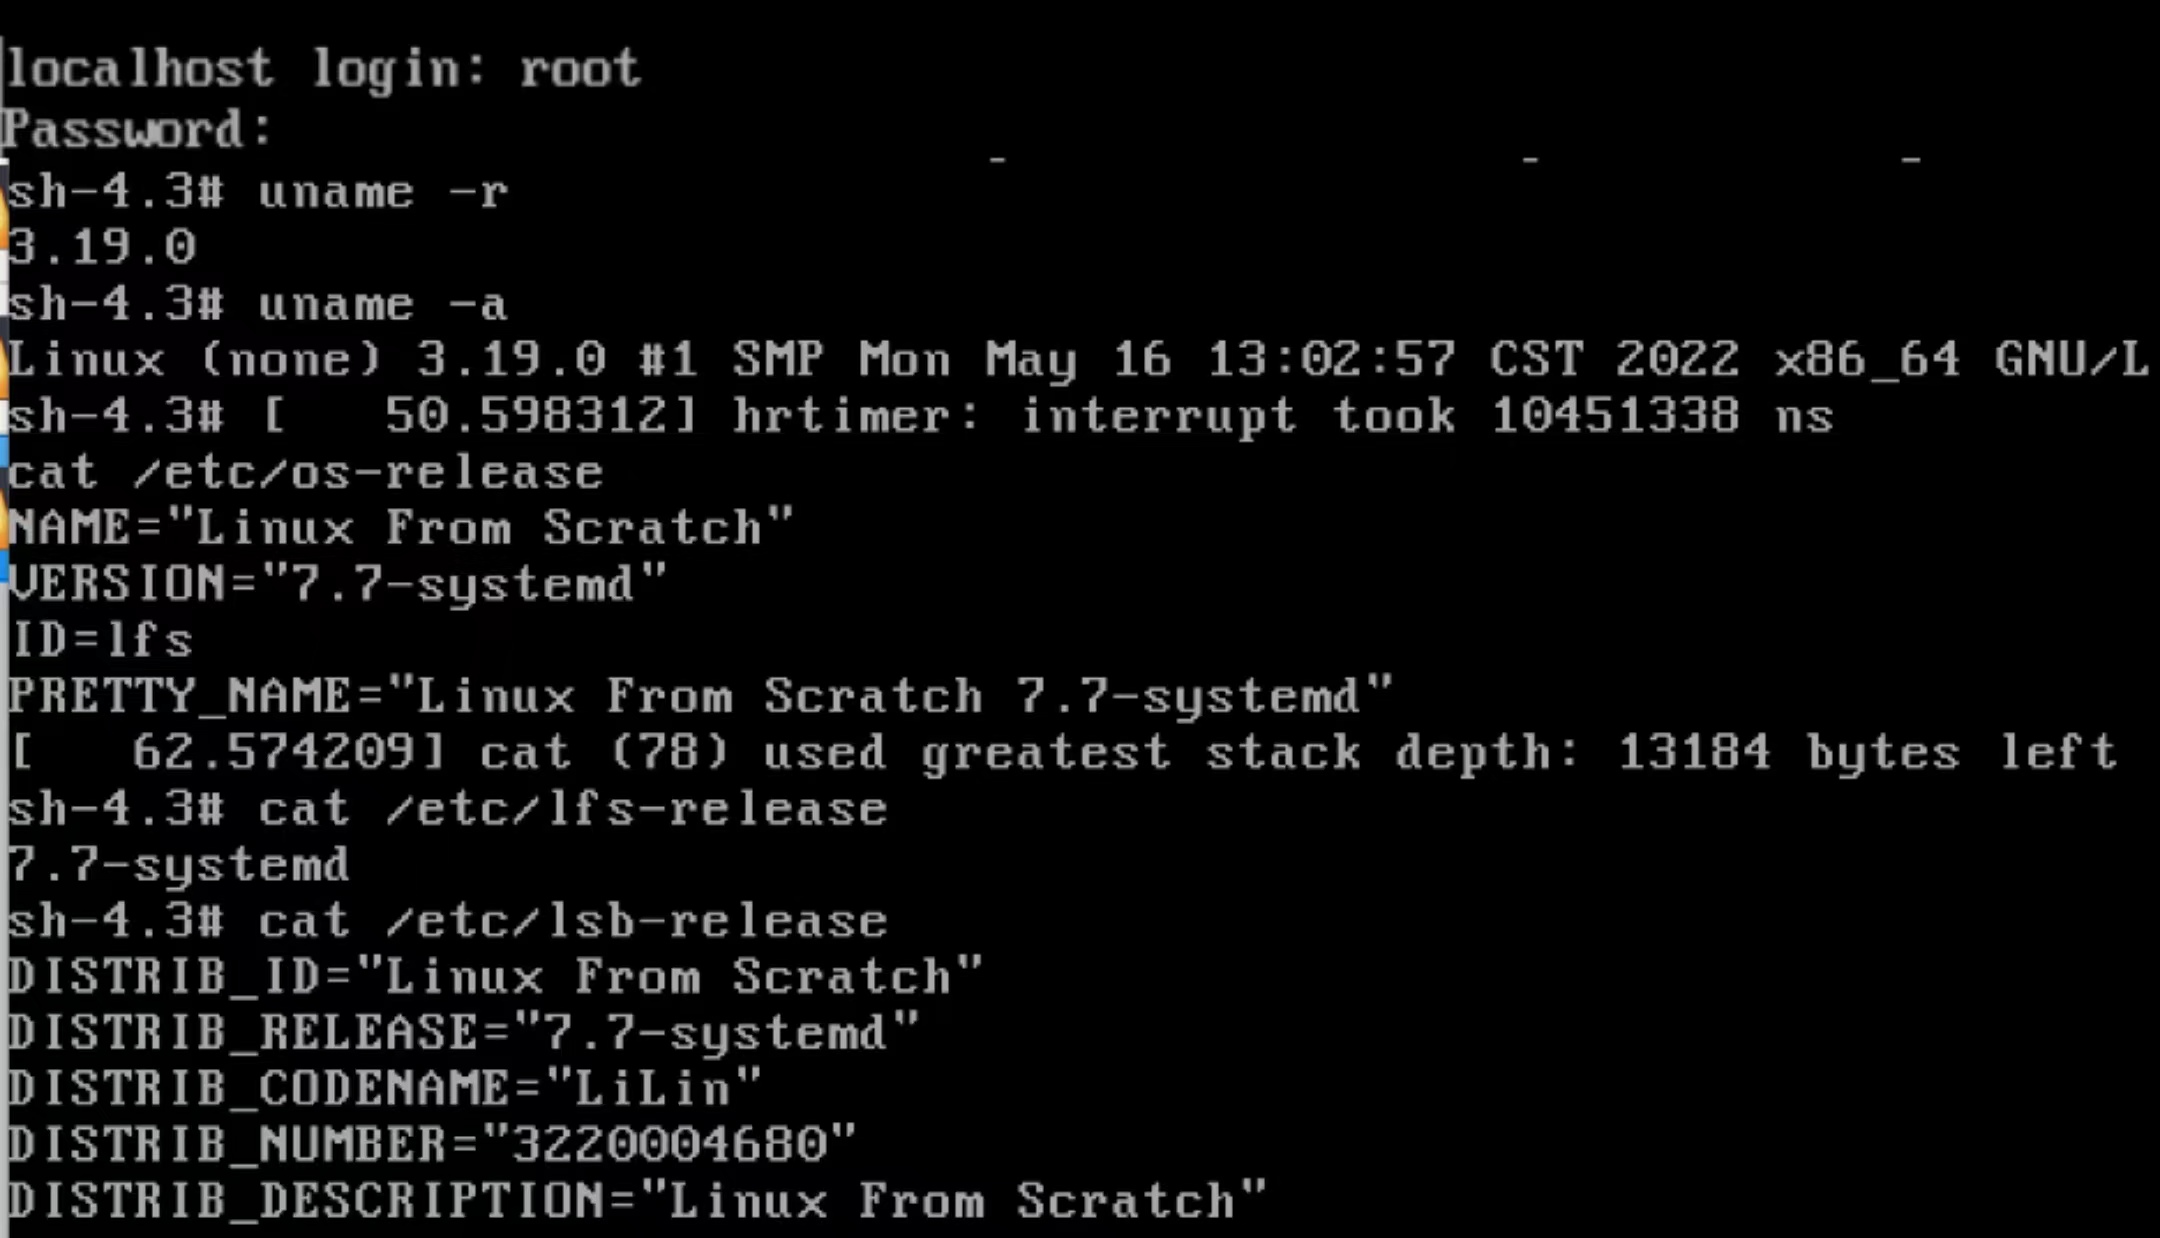 localhost login: root
Password:
sh-4.3# uname -r
3.19.0
sh-4.3# uname -a
Linux (none) 3.19.0 #1 SMP Mon May 16 13:02:57 CST 2022 x86_64 GNU/L
sh-4.3# [   50.598312] hrtimer: interrupt took 10451338 ns
cat /etc/os-release
NAME="Linux From Scratch"
VERSION="7.7-systemd"
ID=lfs
PRETTY_NAME="Linux From Scratch 7.7-systemd"
[   62.574209] cat (78) used greatest stack depth: 13184 bytes left
sh-4.3# cat /etc/lfs-release
7.7-systemd
sh-4.3# cat /etc/lsb-release
DISTRIB_ID="Linux From Scratch"
DISTRIB_RELEASE="7.7-systemd"
DISTRIB_CODENAME="LiLin"
DISTRIB_NUMBER="3220004680"
DISTRIB_DESCRIPTION="Linux From Scratch"